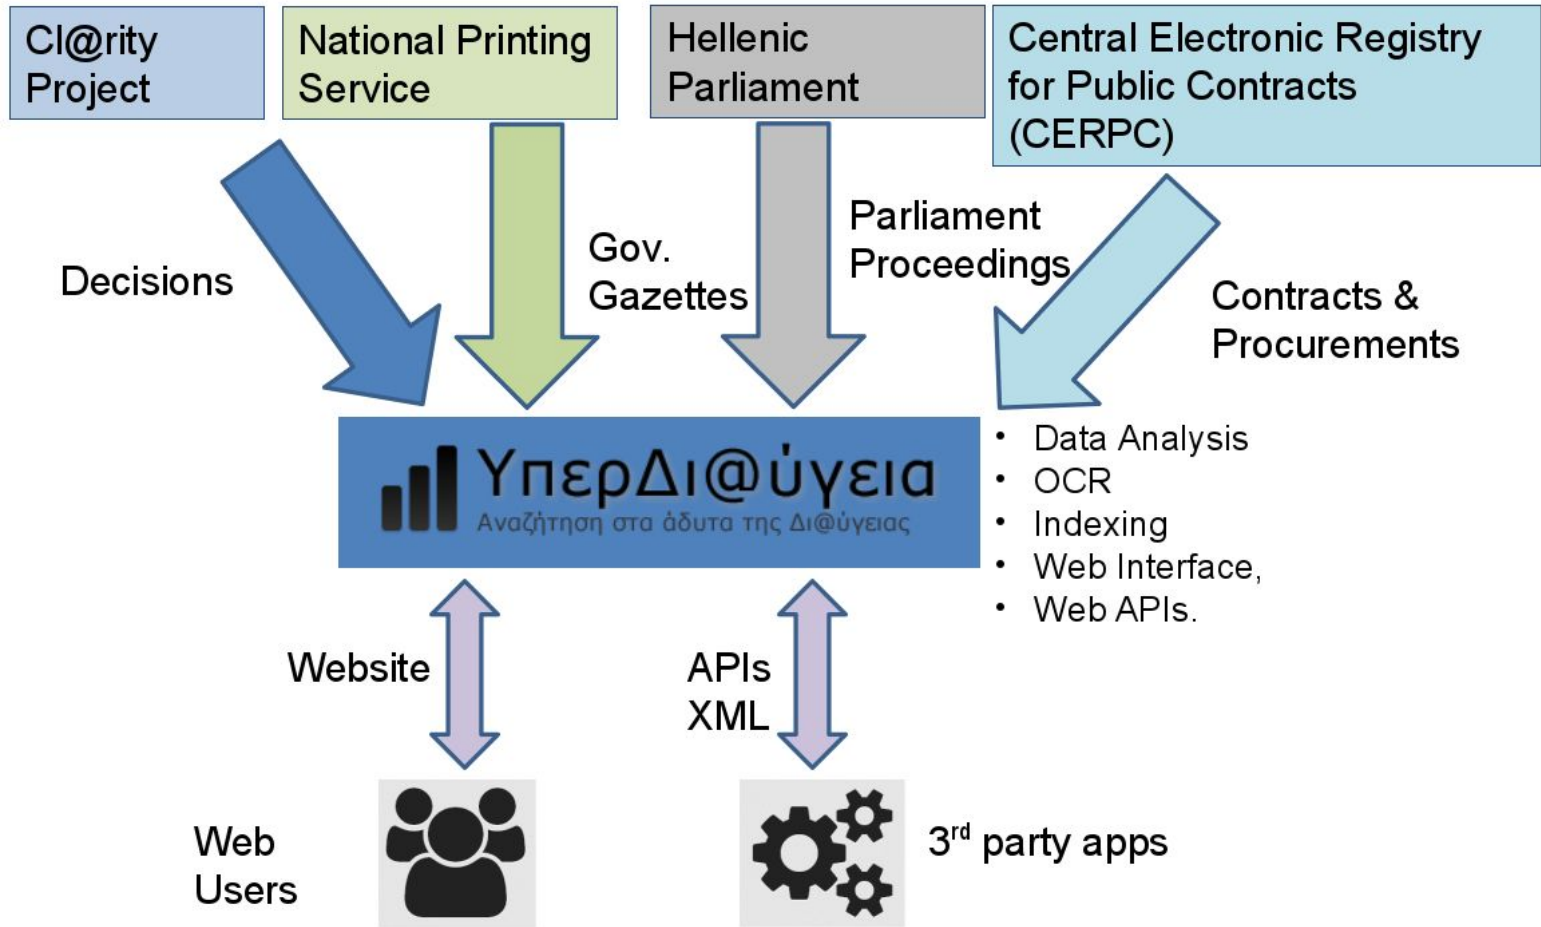 Cl@rity
Project
National Printing
Service
Hellenic
Parliament
Central Electronic Registry
for Public Contracts
(CERPC)
Decisions
Gov.
Gazettes
Parliament
Proceedings
Contracts &
Procurements
ΥπερΔι@ύγεια
Αναζήτηση στα άδυτα της Δι@ύγειας
• Data Analysis
• OCR
• Indexing
• Web Interface,
• Web APIs.
Website
APIs
XML
Web
Users
3rd party apps